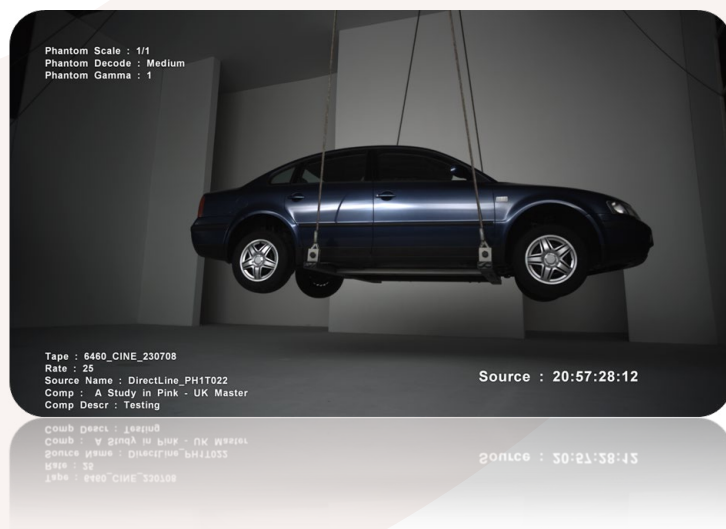 Phantom Scale : 1/1
Phantom Decode : Medium
Phantom Gamma : 1
Tape : 6460_CINE_230708
Rate : 25
Source Name : DirectLine_PH1T022
Comp : A Study in Pink - UK Master
Comp Descr : Testing
Source : 20:57:28:12